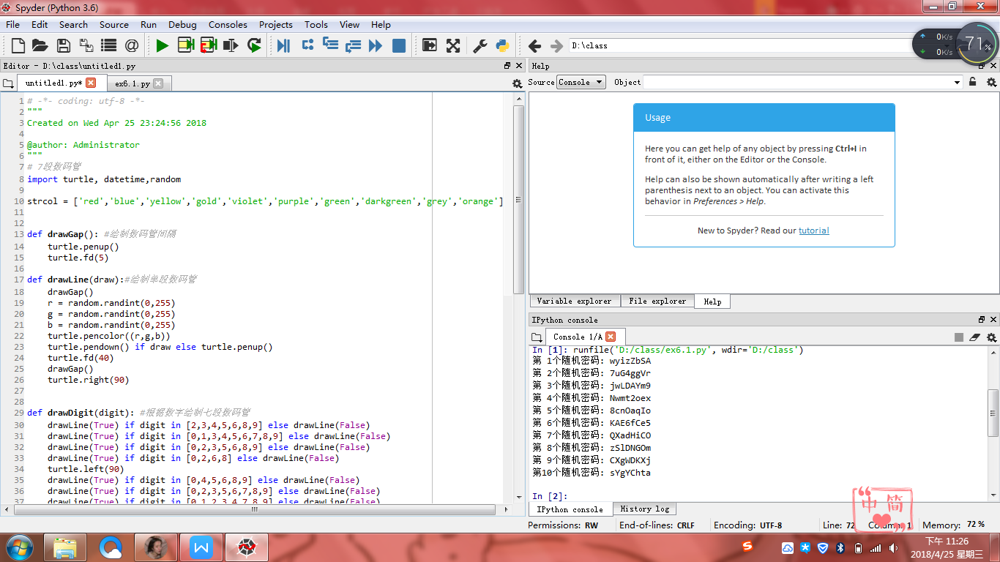 Spyder (Python 3.6)
File Edit Search Source Run Debug Consoles Projects Tools View Help
D:\class
0K/s
0K/s
71%
Editor - D:\class\untitled1.py
untitled1.py* ex6.1.py
1 # -*- coding: utf-8 -*-
2 """
3 Created on Wed Apr 25 23:24:56 2018
4
5 @author: Administrator
6 """
7 # 7段数码管
8 import turtle, datetime,random
9
10 strcol = ['red','blue','yellow','gold','violet','purple','green','darkgreen','grey','orange']
11
12
13 def drawGap(): #绘制数码管间隔
14 turtle.penup()
15 turtle.fd(5)
16
17 def drawLine(draw):#绘制单段数码管
18 drawGap()
19 r = random.randint(0,255)
20 g = random.randint(0,255)
21 b = random.randint(0,255)
22 turtle.pencolor((r,g,b))
23 turtle.pendown() if draw else turtle.penup()
24 turtle.fd(40)
25 drawGap()
26 turtle.right(90)
27
28
29 def drawDigit(digit): #根据数字绘制七段数码管
30 drawLine(True) if digit in [2,3,4,5,6,8,9] else drawLine(False)
31 drawLine(True) if digit in [0,1,3,4,5,6,7,8,9] else drawLine(False)
32 drawLine(True) if digit in [0,2,3,5,6,8,9] else drawLine(False)
33 drawLine(True) if digit in [0,2,6,8] else drawLine(False)
34 turtle.left(90)
35 drawLine(True) if digit in [0,4,5,6,8,9] else drawLine(False)
36 drawLine(True) if digit in [0,2,3,5,6,7,8,9] else drawLine(False)
37 drawLine(True) if digit in [0,1,2,3,4,7,8,9] else drawLine(False)
Help
Source Console Object
Usage
Here you can get help of any object by pressing Ctrl+I in
front of it, either on the Editor or the Console.
Help can also be shown automatically after writing a left
parenthesis next to an object. You can activate this
behavior in Preferences > Help.
New to Spyder? Read our tutorial
Variable explorer File explorer Help
IPython console
Console 1/A
In [1]: runfile('D:/class/ex6.1.py', wdir='D:/class')
第 1个随机密码: wyizZbSA
第 2个随机密码: 7uG4ggVr
第 3个随机密码: jwLDAYm9
第 4个随机密码: Nwmt2oex
第 5个随机密码: 8cnOaqIo
第 6个随机密码: KAE6fCe5
第 7个随机密码: QXadHiCO
第 8个随机密码: zSlDNGOm
第 9个随机密码: CXgWDKXj
第10个随机密码: sYgYChta
In [2]:
IPython console History log
中 简
Permissions: RW End-of-lines: CRLF Encoding: UTF-8 Line: 72 Column: 1 Memory: 72 %
下午 11:26
2018/4/25 星期三